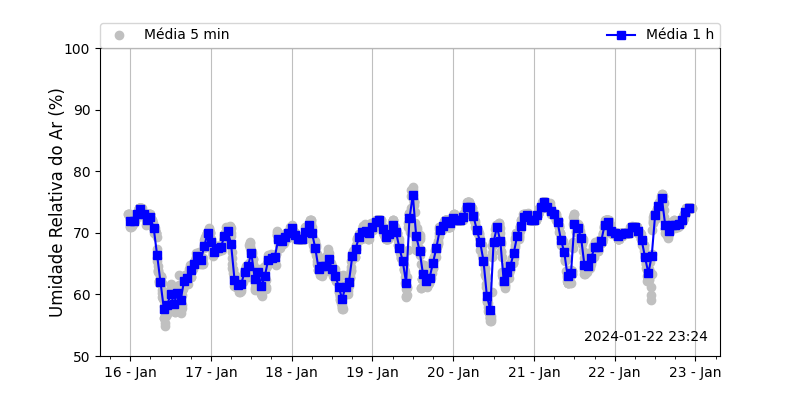 Média 5 min
Média 1 h
100
90
80
70
60
50
Umidade Relativa do Ar (%)
2024-01-22 23:24
16 - Jan
17 - Jan
18 - Jan
19 - Jan
20 - Jan
21 - Jan
22 - Jan
23 - Jan